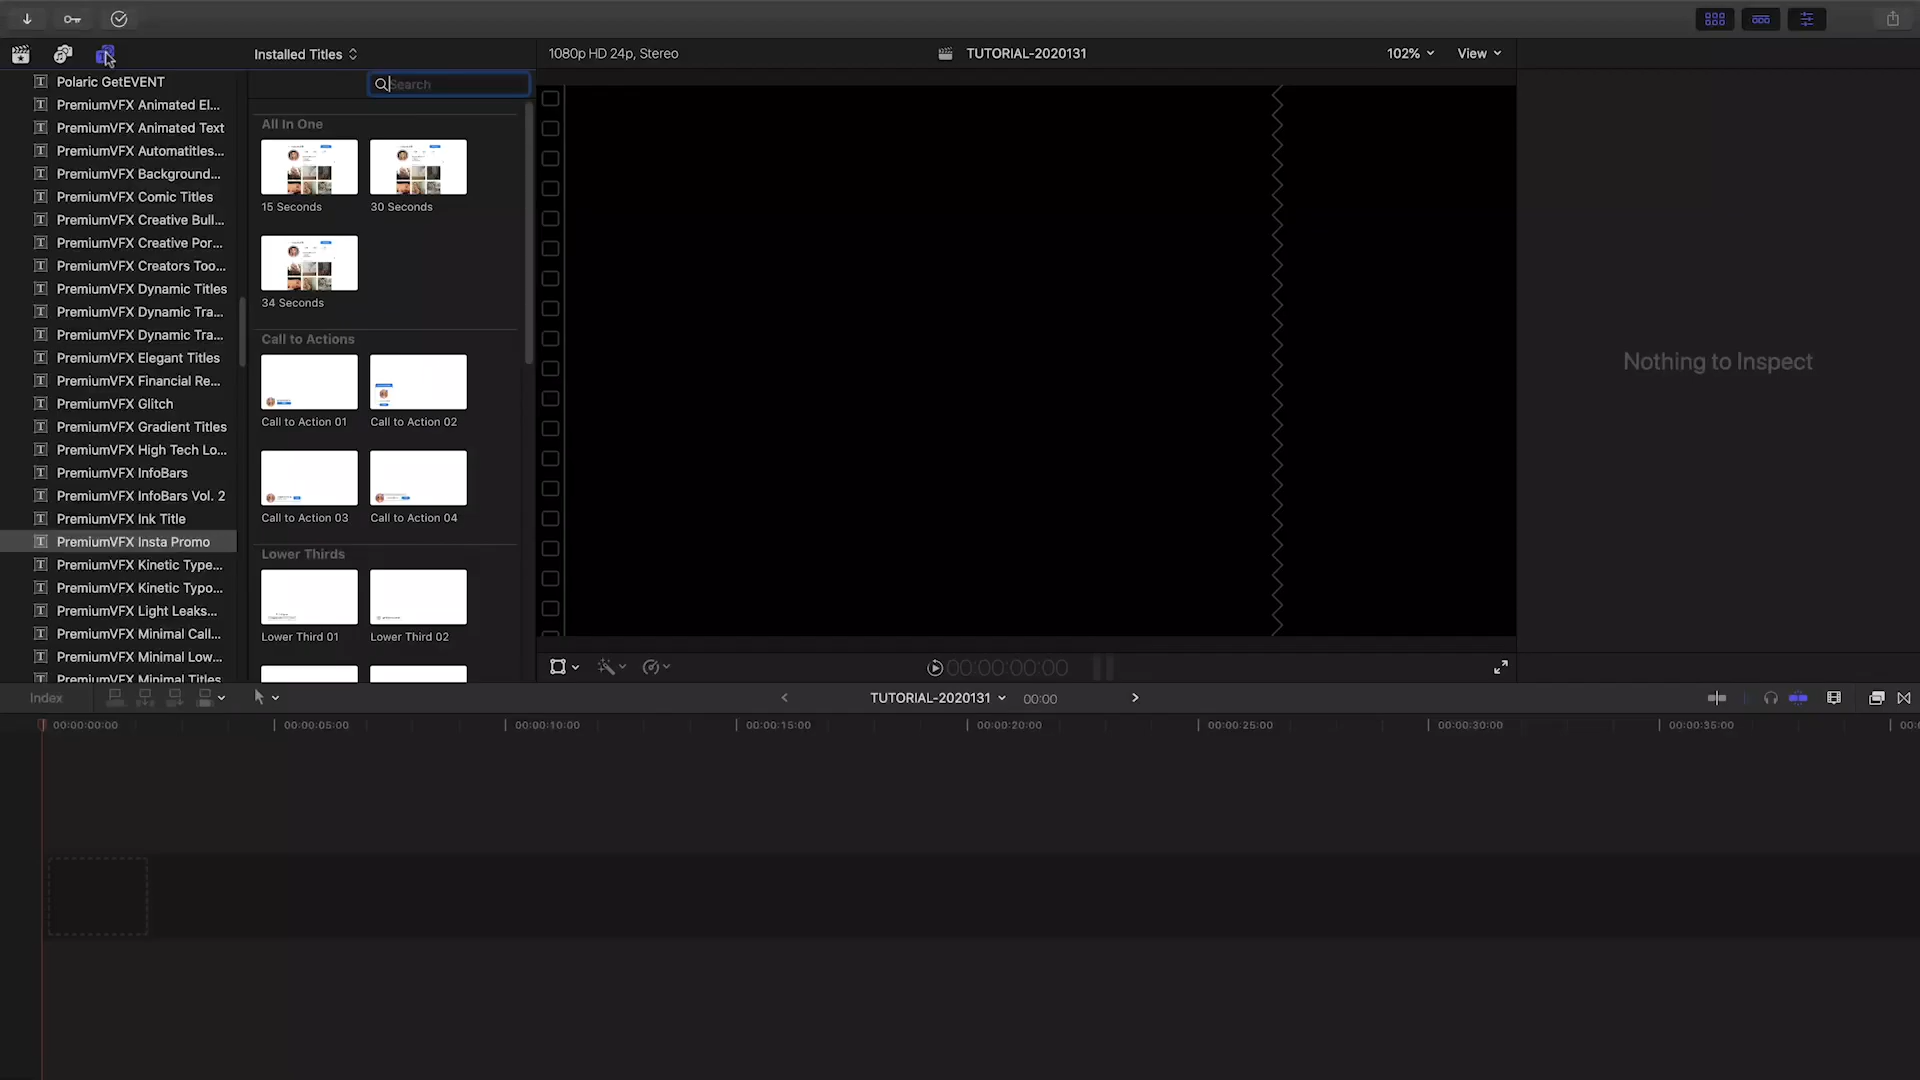 Installed Titles
1080p HD 24p, Stereo
TUTORIAL-2020131
102%
View
Polaric GetEVENT
PremiumVFX Animated El...
PremiumVFX Animated Text
PremiumVFX Automatitles...
PremiumVFX Background...
PremiumVFX Comic Titles
PremiumVFX Creative Bull...
PremiumVFX Creative Por...
PremiumVFX Creators Too...
PremiumVFX Dynamic Titles
PremiumVFX Dynamic Tra...
PremiumVFX Dynamic Tra...
PremiumVFX Elegant Titles
PremiumVFX Financial Re...
PremiumVFX Glitch
PremiumVFX Gradient Titles
PremiumVFX High Tech Lo...
PremiumVFX InfoBars
PremiumVFX InfoBars Vol. 2
PremiumVFX Ink Title
PremiumVFX Insta Promo
PremiumVFX Kinetic Type...
PremiumVFX Kinetic Typo...
PremiumVFX Light Leaks...
PremiumVFX Minimal Call...
PremiumVFX Minimal Low...
PremiumVFX Minimal Titles
Search
All In One
15 Seconds
30 Seconds
34 Seconds
Call to Actions
Call to Action 01
Call to Action 02
Call to Action 03
Call to Action 04
Lower Thirds
Lower Third 01
Lower Third 02
Nothing to Inspect
00:00:00:00
Index
TUTORIAL-2020131
00:00
00:00:00:00
00:00:05:00
00:00:10:00
00:00:15:00
00:00:20:00
00:00:25:00
00:00:30:00
00:00:35:00